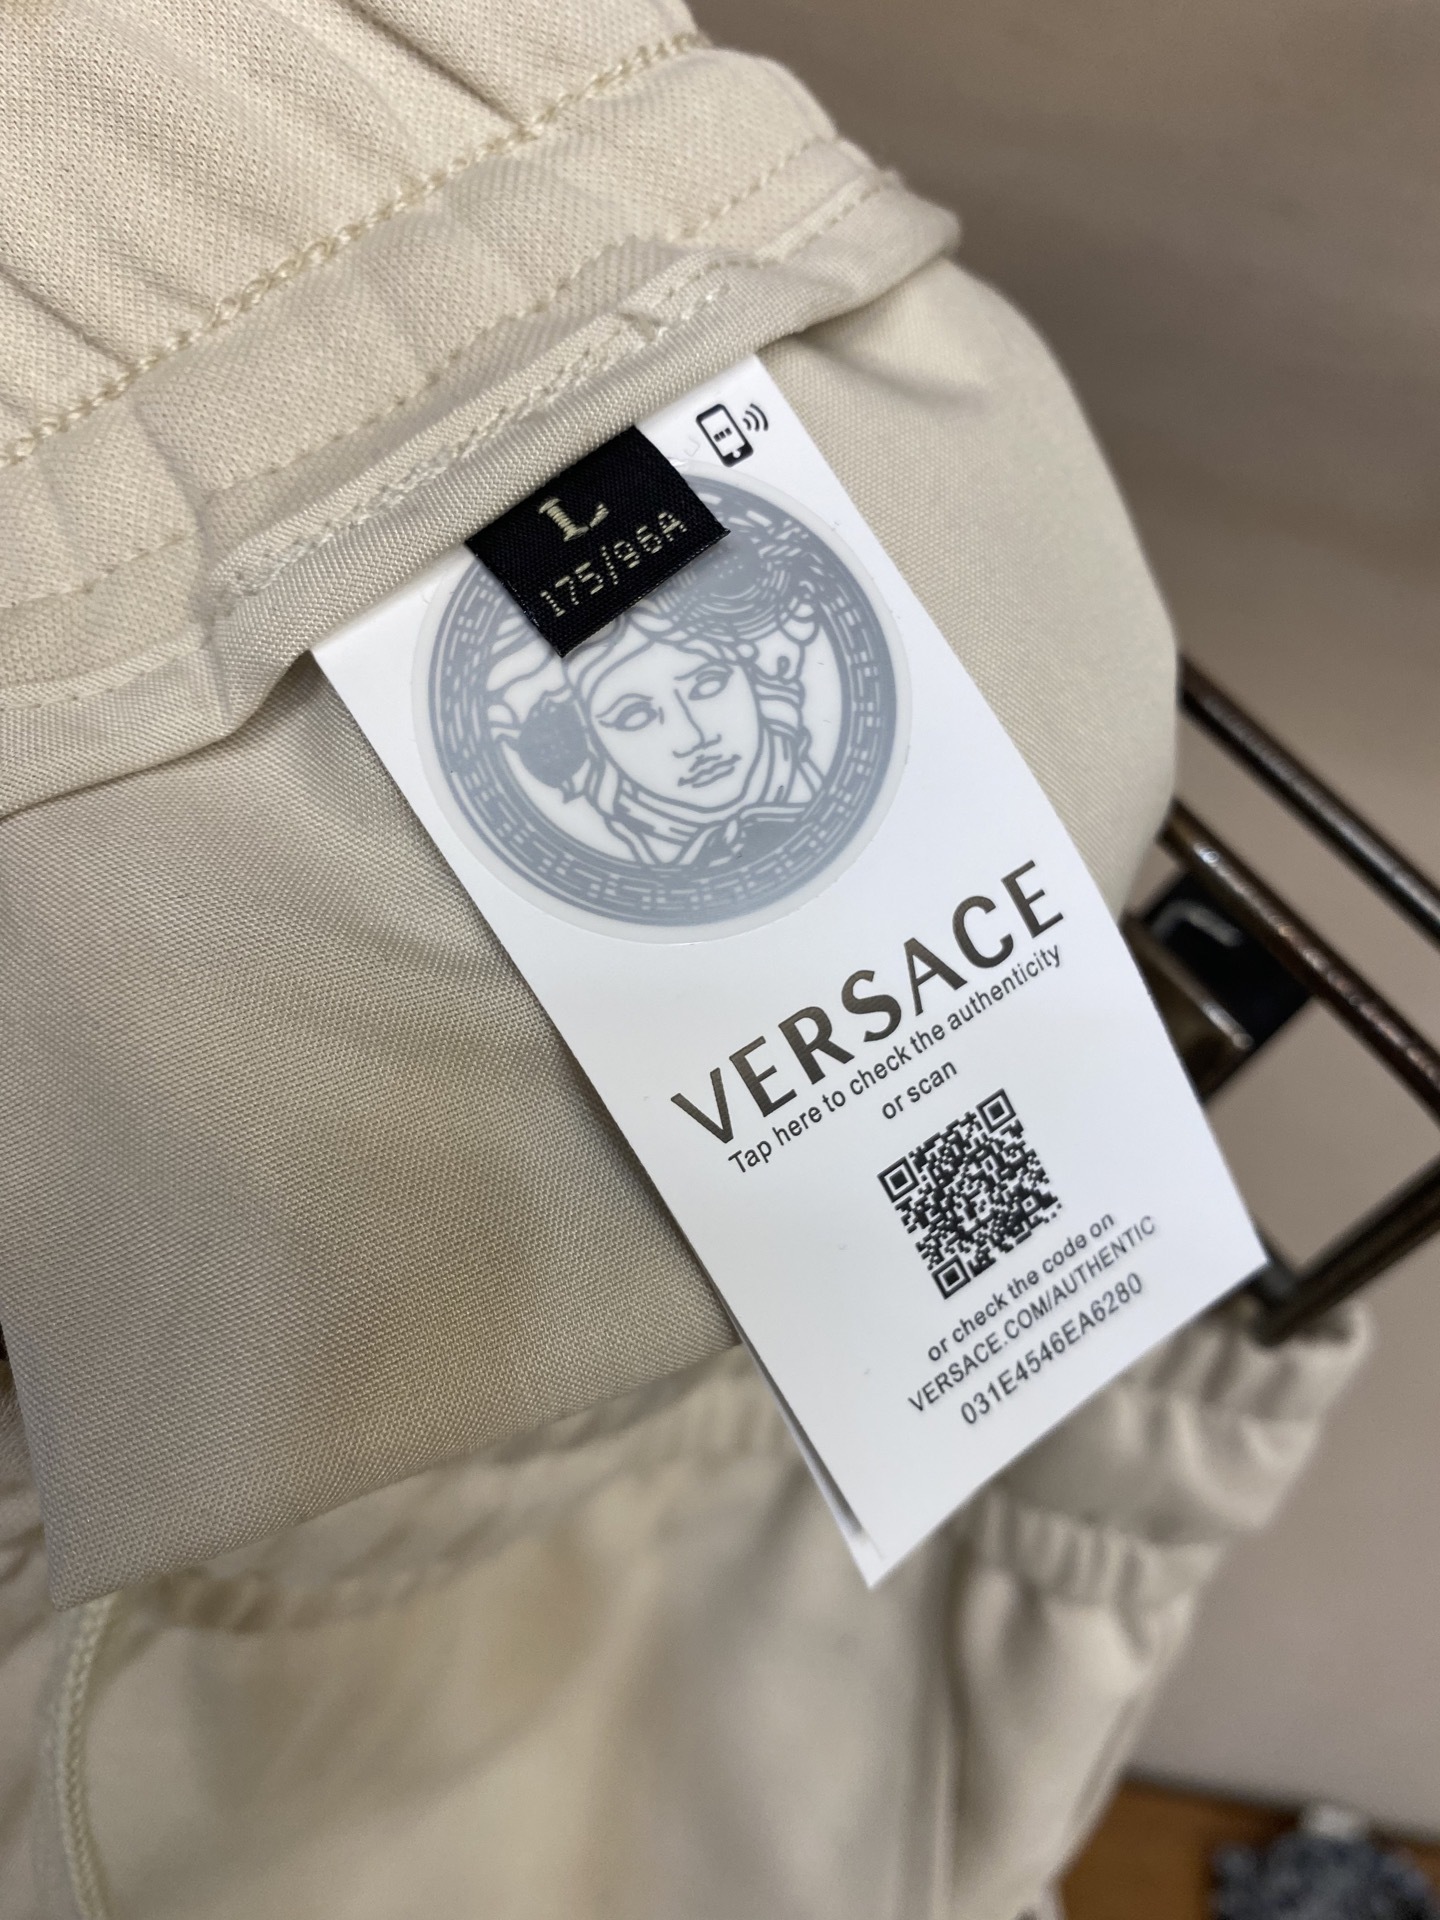 L
175/96A
VERSACE
Tap here to check the authenticity
or scan
or check the code on
VERSACE.COM/AUTHENTIC
031E4546EA6280